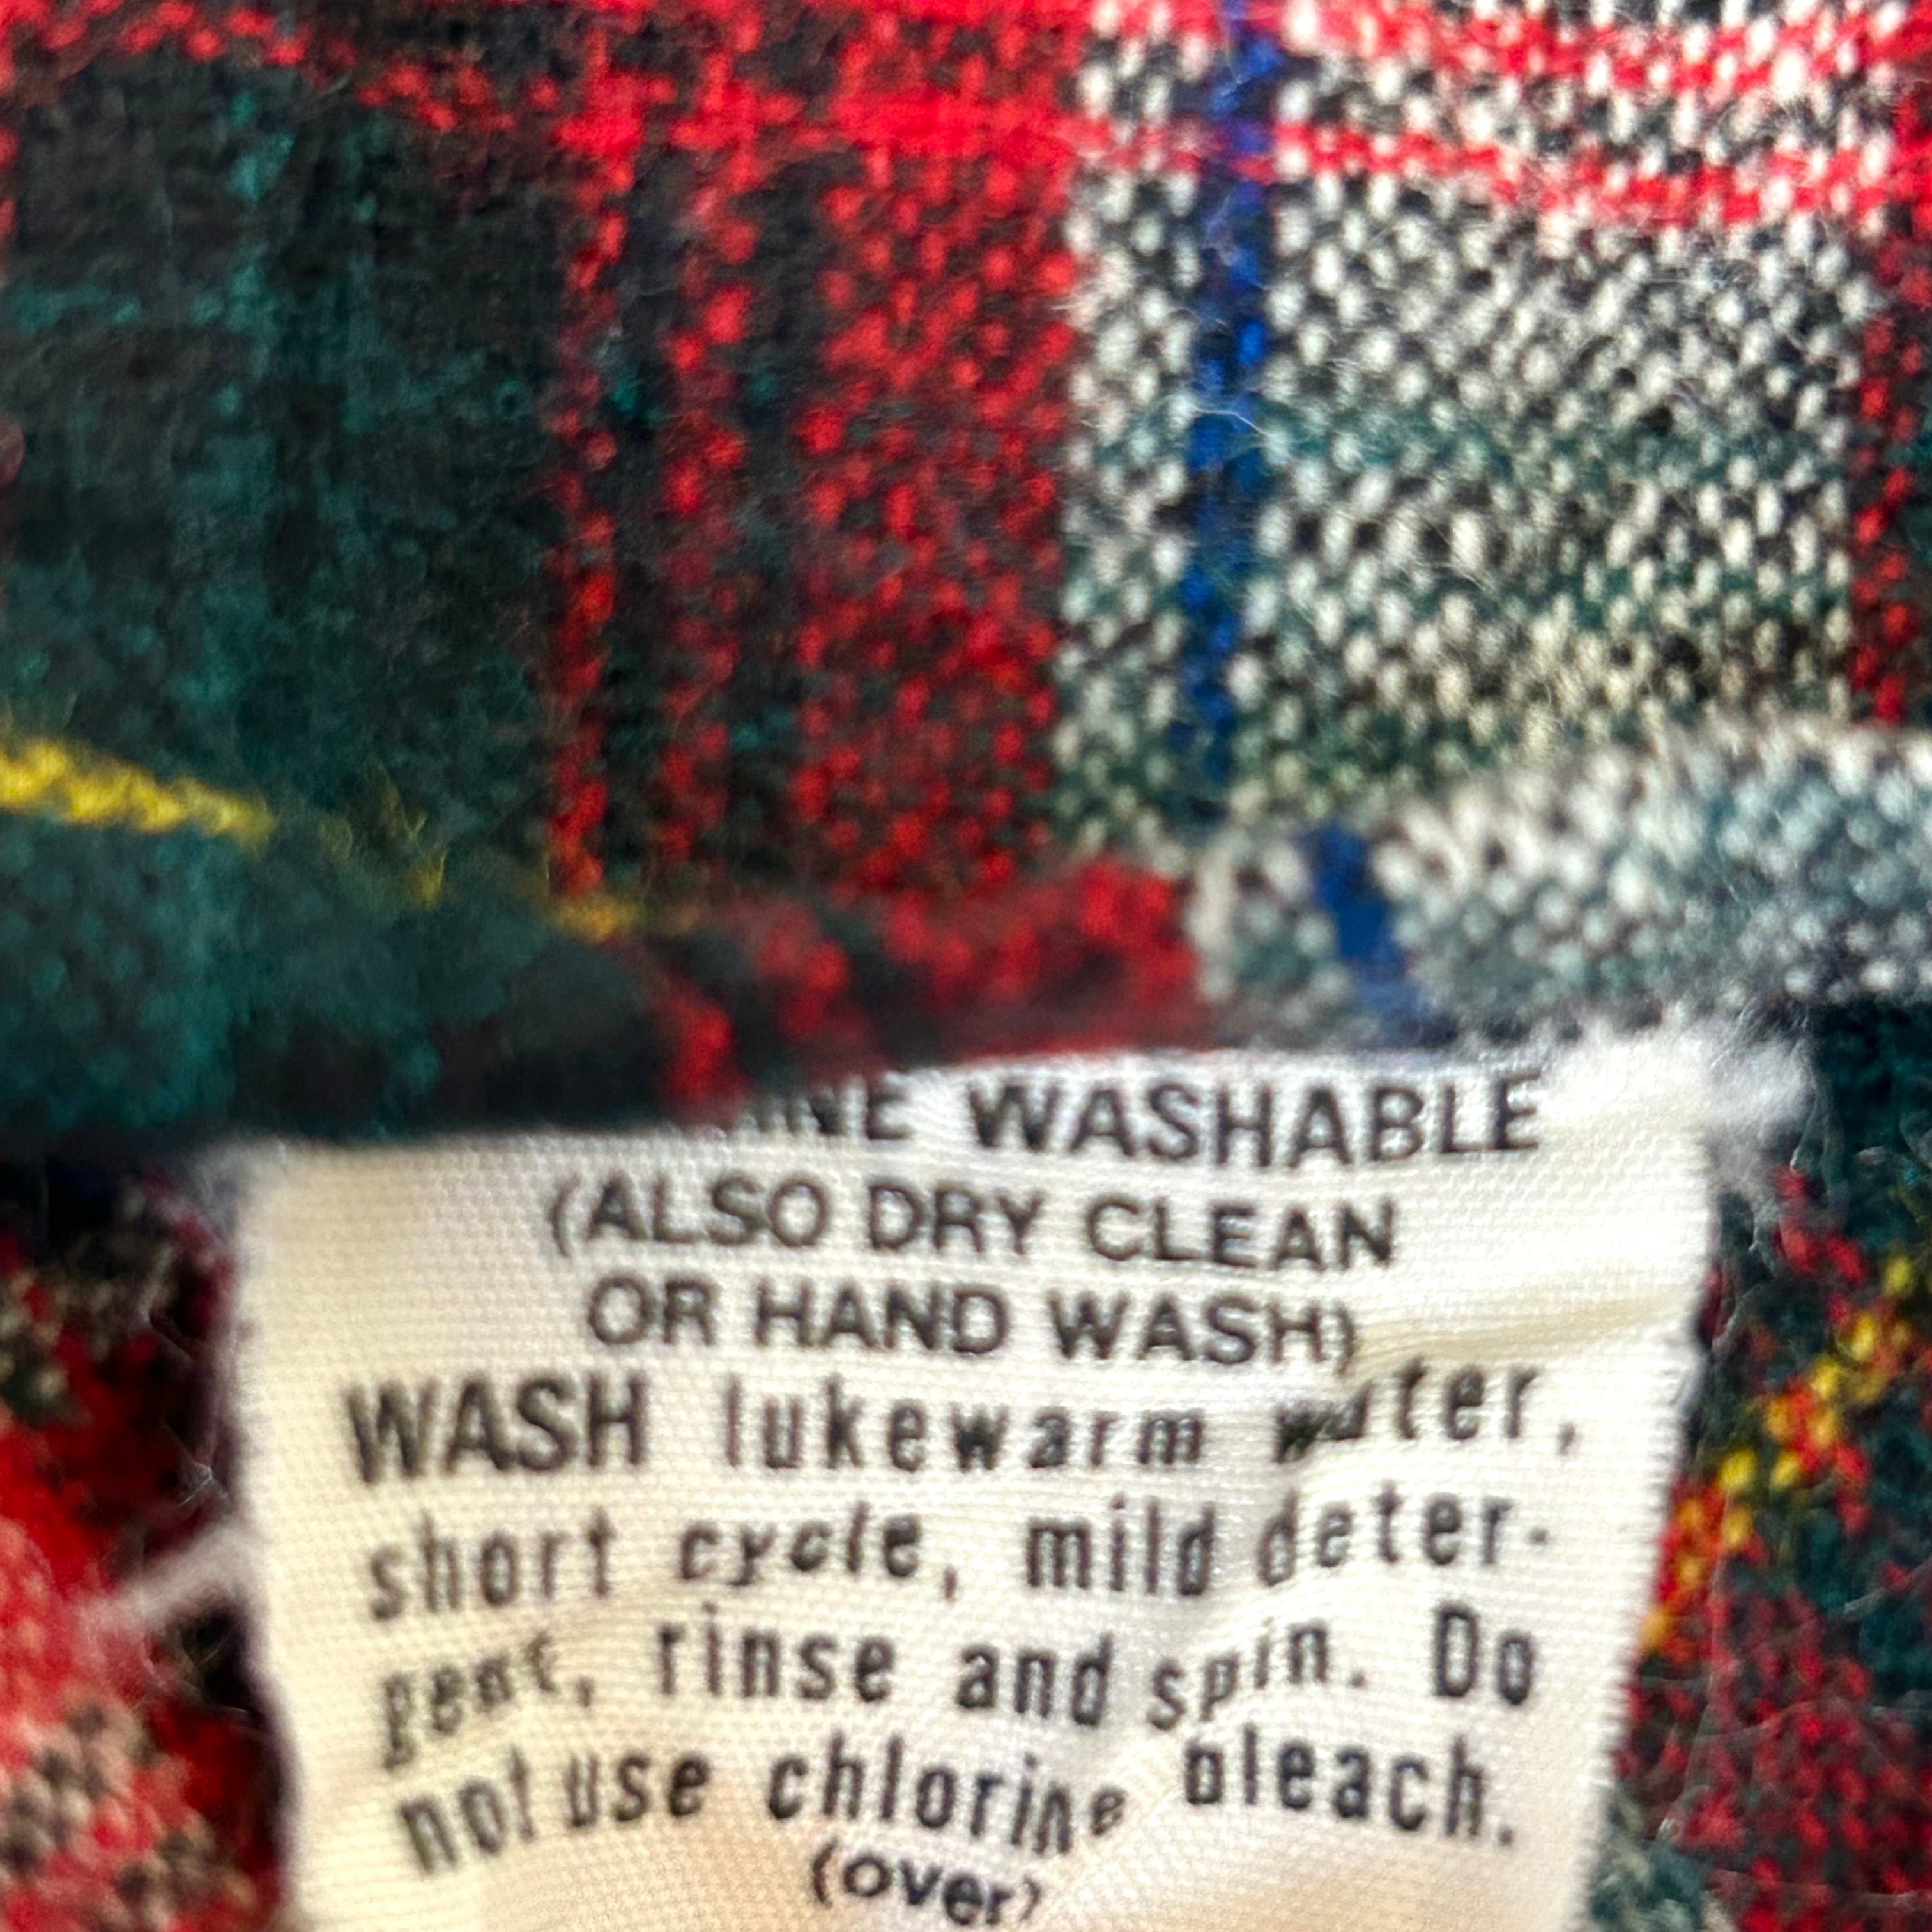 WASHABLE
(ALSO DRY CLEAN
OR HAND WASH)
WASH lukewarm water,
short cycle, mild deter-
gent, rinse and spin. Do
not use chlorine bleach.
(over)